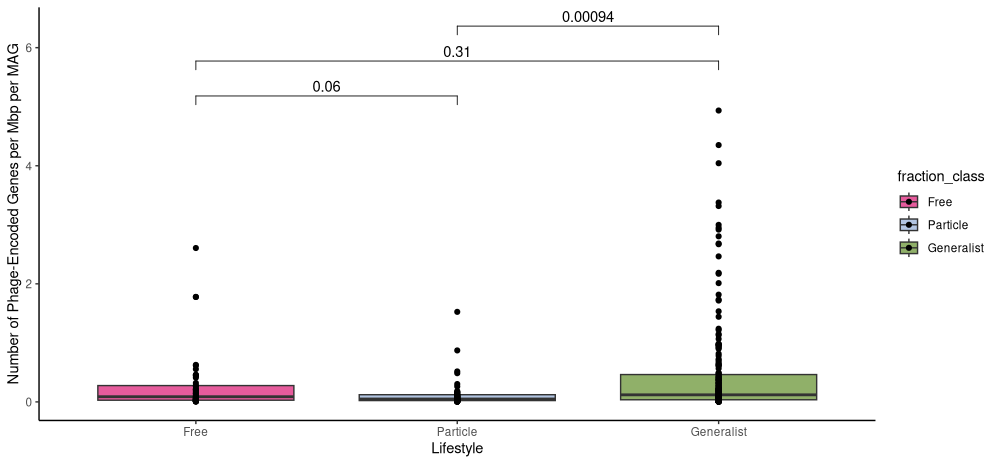 0.00094
0.31
0.06
Number of Phage-Encoded Genes per Mbp per MAG
6
4
2
0
Free
Particle
Generalist
Lifestyle
fraction_class
Free
Particle
Generalist